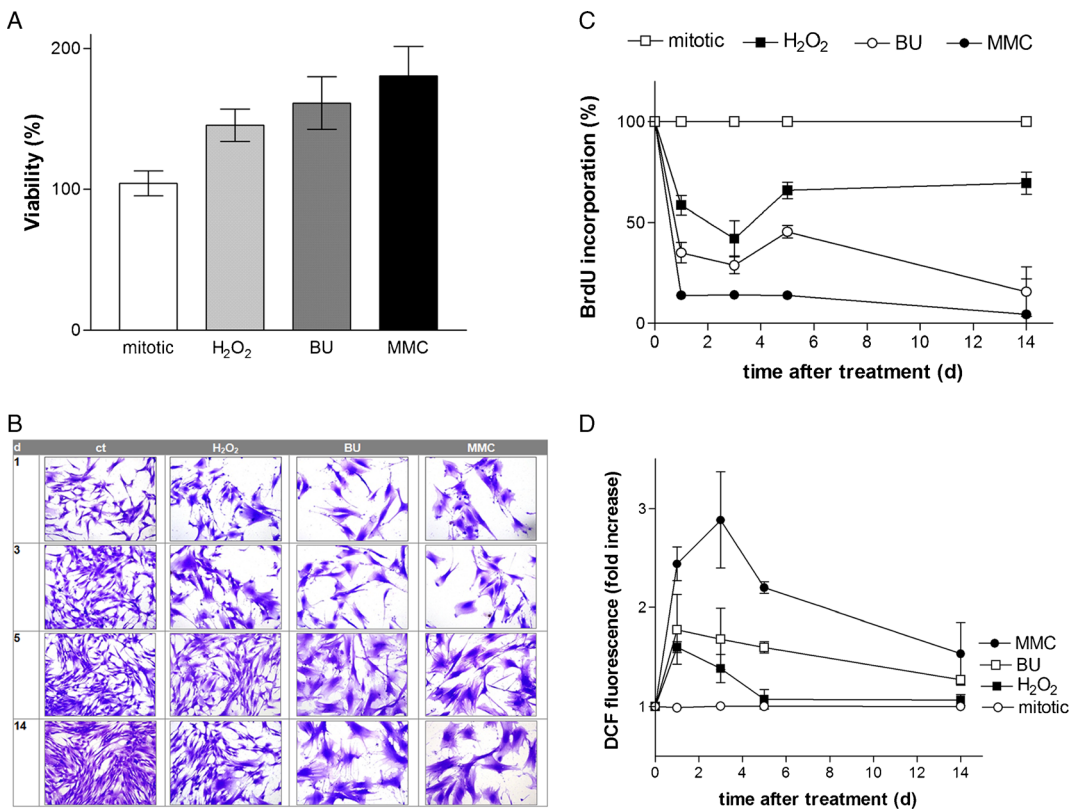 A
Viability (%)
200
100
0
mitotic H₂O₂ BU MMC
B
d ct H₂O₂ BU MMC
1
3
5
14
C
mitotic H₂O₂ BU MMC
BrdU incorporation (%)
100
50
0
0 2 4 6 8 10 12 14
time after treatment (d)
D
DCF fluorescence (fold increase)
3
2
1
MMC
BU
H₂O₂
mitotic
0 2 4 6 8 10 12 14
time after treatment (d)